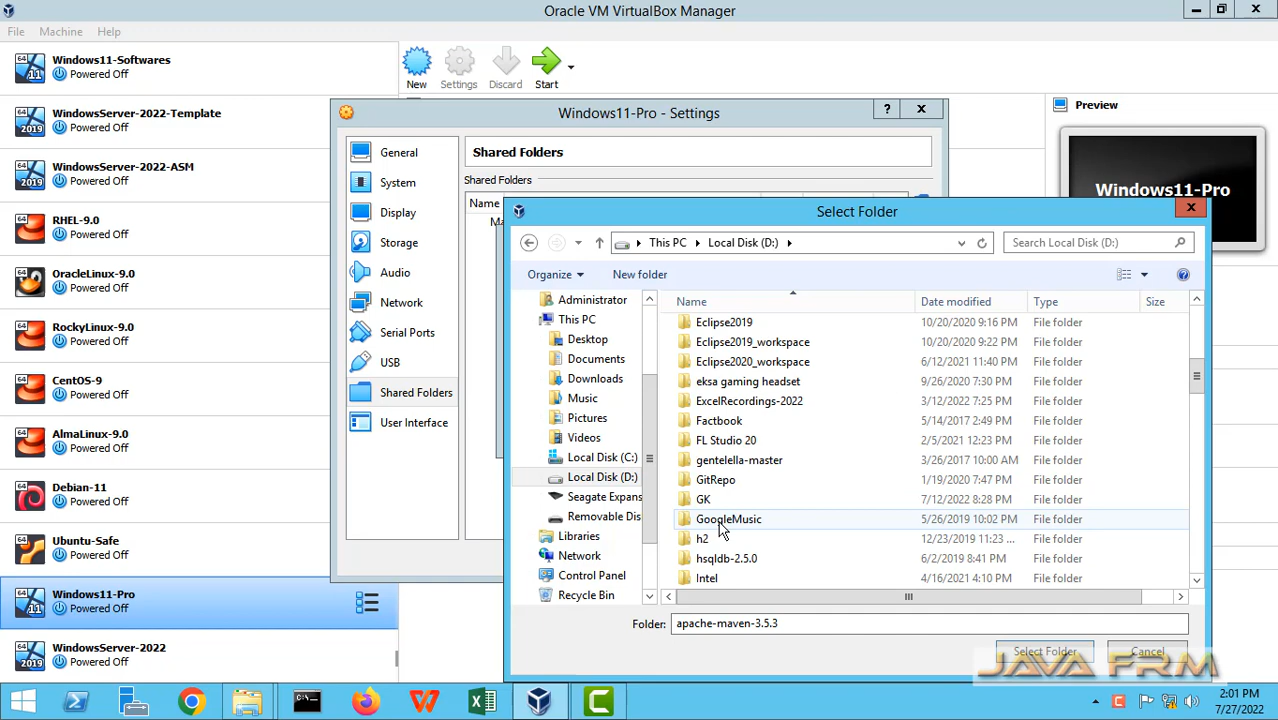 Oracle VM VirtualBox Manager
File Machine Help
Windows11-Softwares
Powered Off
WindowsServer-2022-Template
Powered Off
WindowsServer-2022-ASM
Powered Off
RHEL-9.0
Powered Off
OracleLinux-9.0
Powered Off
RockyLinux-9.0
Powered Off
CentOS-9
Powered Off
AlmaLinux-9.0
Powered Off
Debian-11
Powered Off
Ubuntu-Safe
Powered Off
Windows11-Pro
Powered Off
WindowsServer-2022
Powered Off
New Settings Discard Start
Preview
Windows11-Pro
Windows11-Pro - Settings
General
System
Display
Storage
Audio
Network
Serial Ports
USB
Shared Folders
User Interface
Shared Folders
Shared Folders
Name
Ma
Select Folder
This PC Local Disk (D:)
Search Local Disk (D:)
Organize New folder
Administrator
This PC
Desktop
Documents
Downloads
Music
Pictures
Videos
Local Disk (C:)
Local Disk (D:)
Seagate Expans
Removable Dis
Libraries
Network
Control Panel
Recycle Bin
Name Date modified Type Size
Eclipse2019 10/20/2020 9:16 PM File folder
Eclipse2019_workspace 10/20/2020 9:22 PM File folder
Eclipse2020_workspace 6/12/2021 11:40 PM File folder
eksa gaming headset 9/26/2020 7:30 PM File folder
ExcelRecordings-2022 3/12/2022 7:25 PM File folder
Factbook 5/14/2017 2:49 PM File folder
FL Studio 20 2/5/2021 12:23 PM File folder
gentelella-master 3/26/2017 10:00 AM File folder
GitRepo 1/19/2020 7:47 PM File folder
GK 7/12/2022 8:28 PM File folder
GoogleMusic 5/26/2019 10:02 PM File folder
h2 12/23/2019 11:23 ... File folder
hsqldb-2.5.0 6/2/2019 8:41 PM File folder
Intel 4/16/2021 4:10 PM File folder
Folder: apache-maven-3.5.3
Select Folder Cancel
JAVA FRM
2:01 PM
7/27/2022